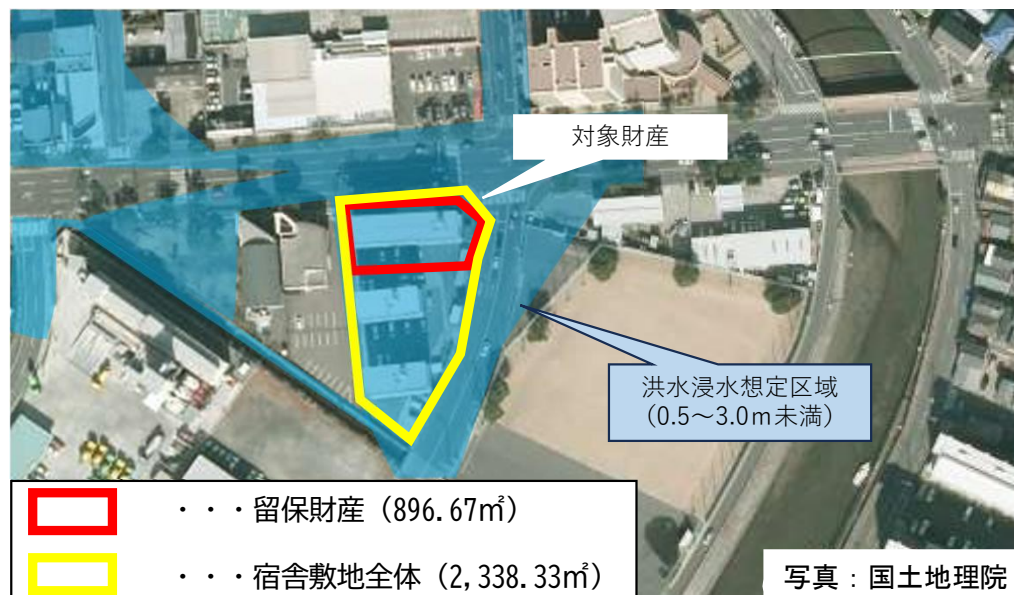 対象財産
洪水浸水想定区域
(0.5～3.0m未満)
・・・留保財産（896.67㎡）
・・・宿舎敷地全体（2,338.33㎡）
写真：国土地理院